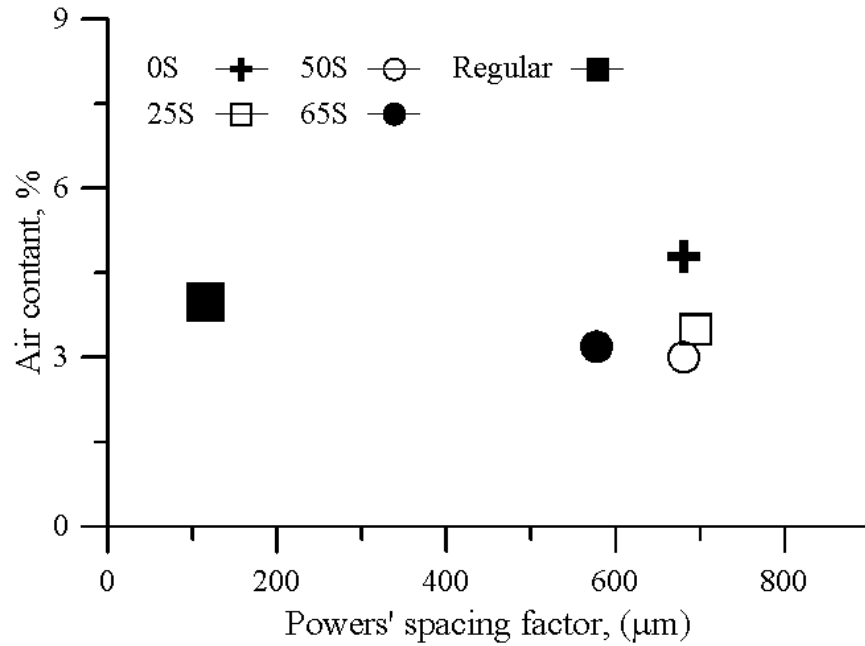 9
0S 50S Regular
25S 65S
6
3
0
Air contant, %
0 200 400 600 800
Powers' spacing factor, (μm)